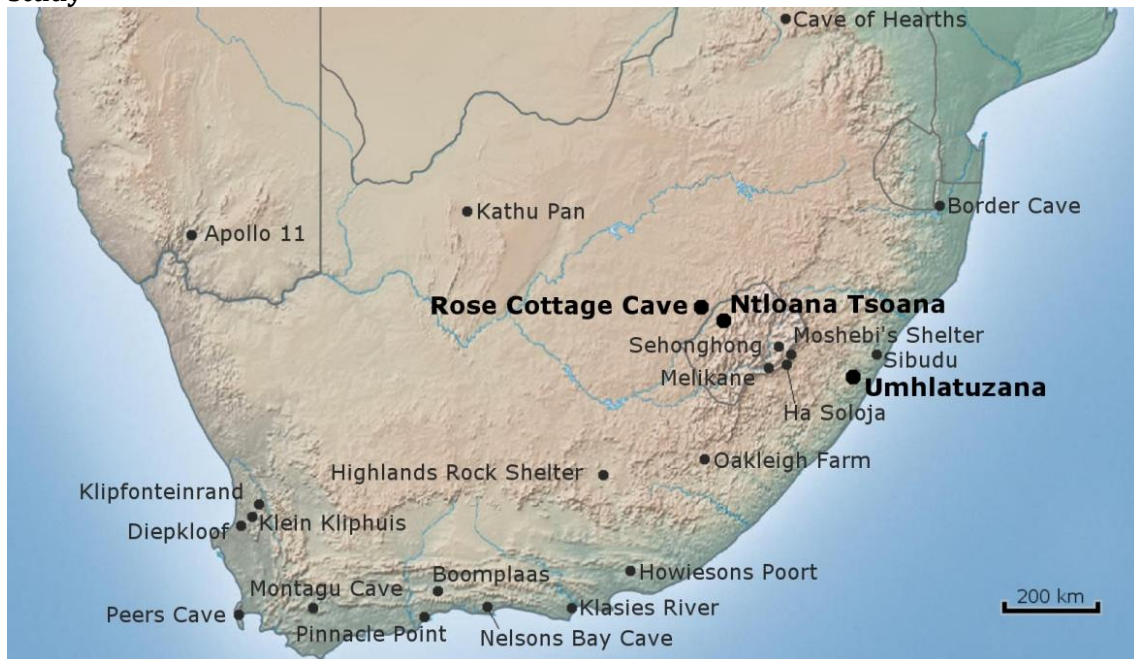 study
Cave of Hearths
Kathu Pan
Border Cave
Apollo 11
Rose Cottage Cave
Ntloana Tsoana
Moshebi's Shelter
Sehonghong
Sibudu
Melikane
Umhlatuzana
Ha Soloja
Oakleigh Farm
Highlands Rock Shelter
Klipfonteinrand
Klein Kliphuis
Diepkloof
Howiesons Poort
Boomplaas
Montagu Cave
200 km
Peers Cave
Klasies River
Pinnacle Point
Nelsons Bay Cave